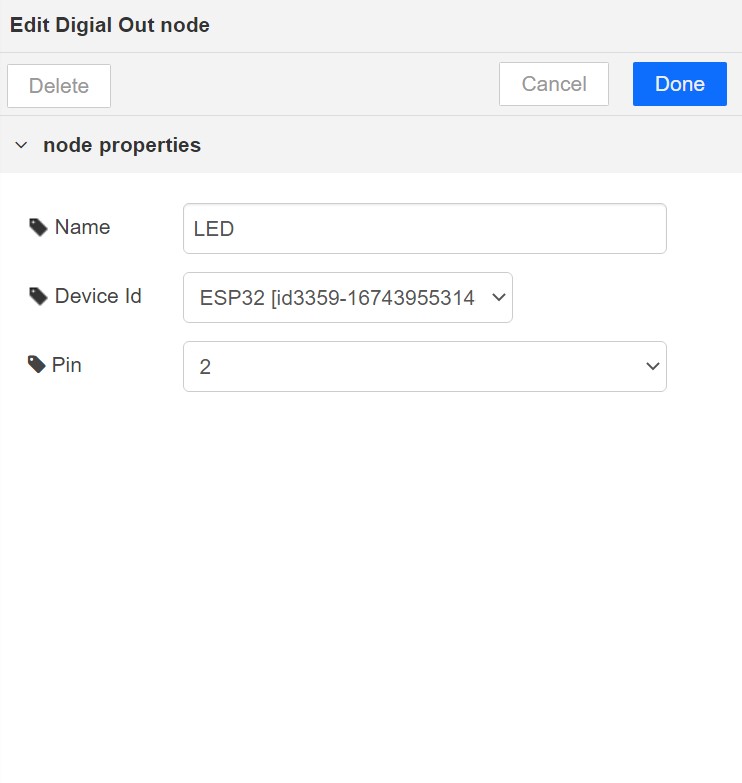 Edit Digial Out node
Delete
Cancel
Done
node properties
Name
LED
Device Id
ESP32 [id3359-16743955314
Pin
2